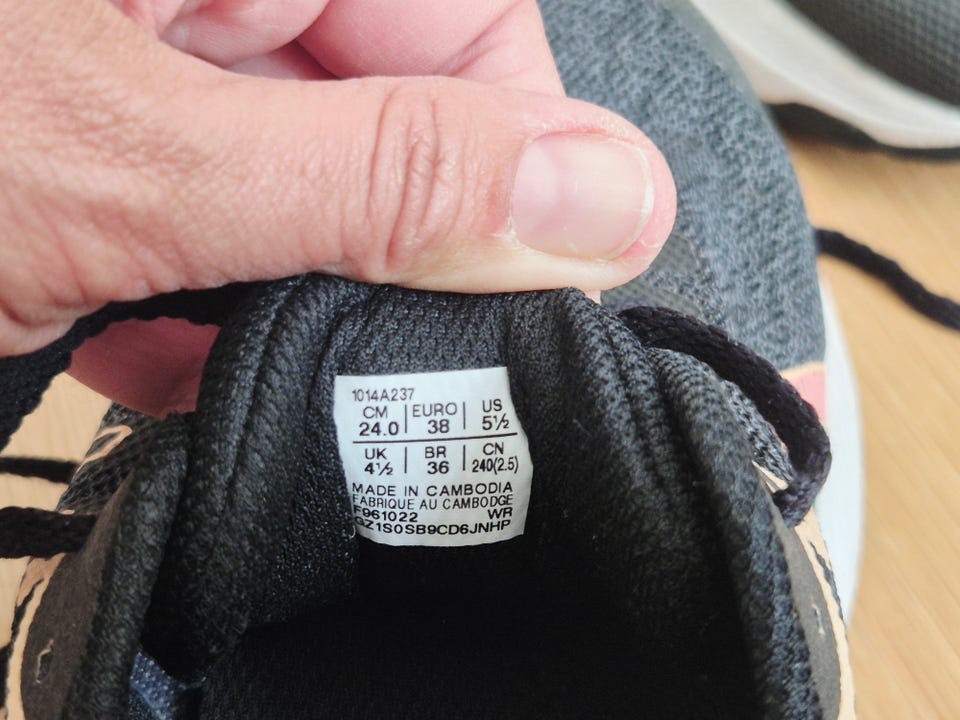 1014A237
CM | EURO | US
24.0 | 38 | 5½
UK | BR | CN
4½ | 36 | 240(2.5)
MADE IN CAMBODIA
FABRIQUE AU CAMBODGE
F961022 WR
GZ1S0SB9CD6JNHP